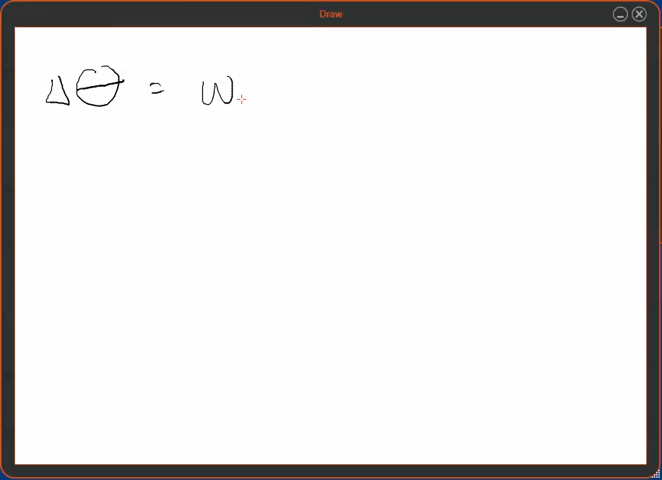 Draw
Δθ = ω